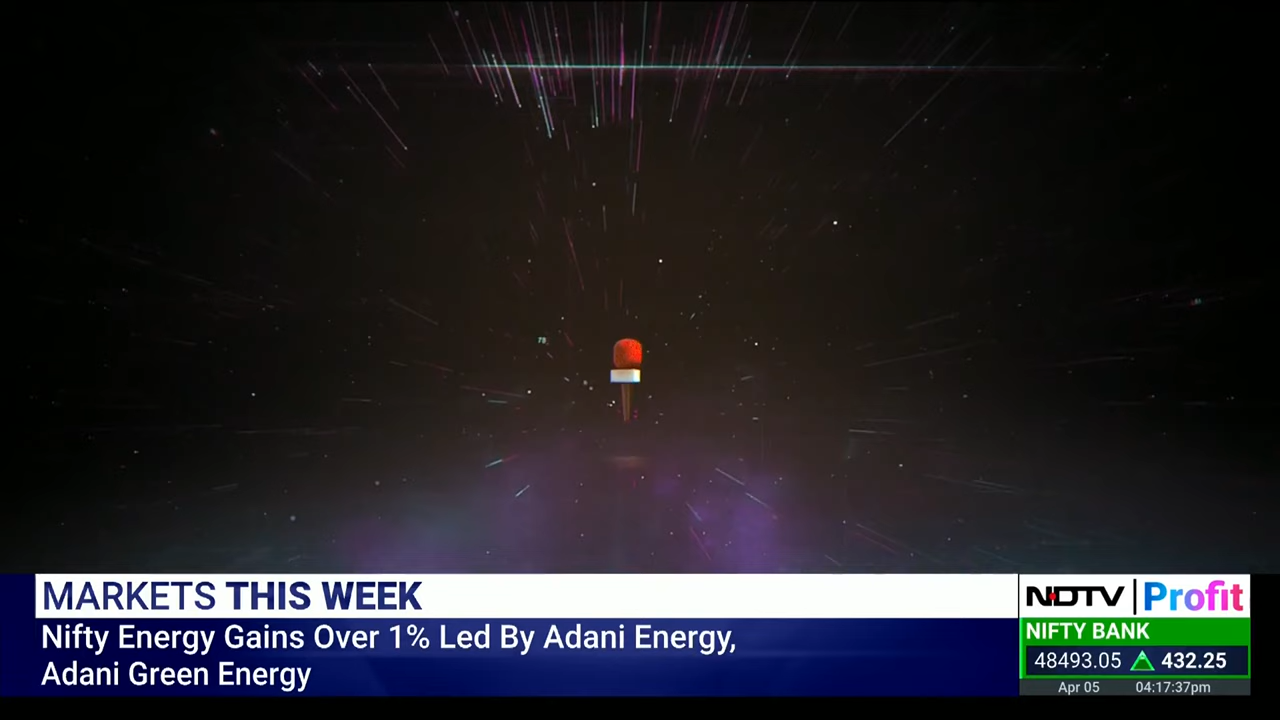 MARKETS THIS WEEK
Nifty Energy Gains Over 1% Led By Adani Energy,
Adani Green Energy
NDTV Profit
NIFTY BANK
48493.05 432.25
Apr 05 04:17:37pm